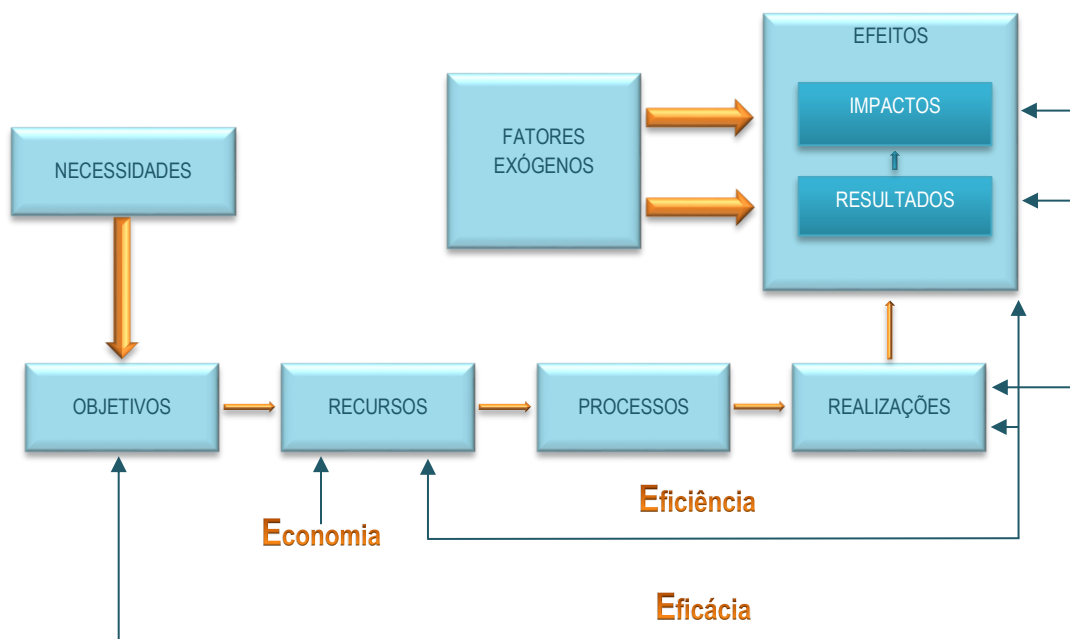 EFEITOS
IMPACTOS
FATORES
EXÓGENOS
NECESSIDADES
RESULTADOS
OBJETIVOS
RECURSOS
PROCESSOS
REALIZAÇÕES
Eficiência
Economia
Eficácia